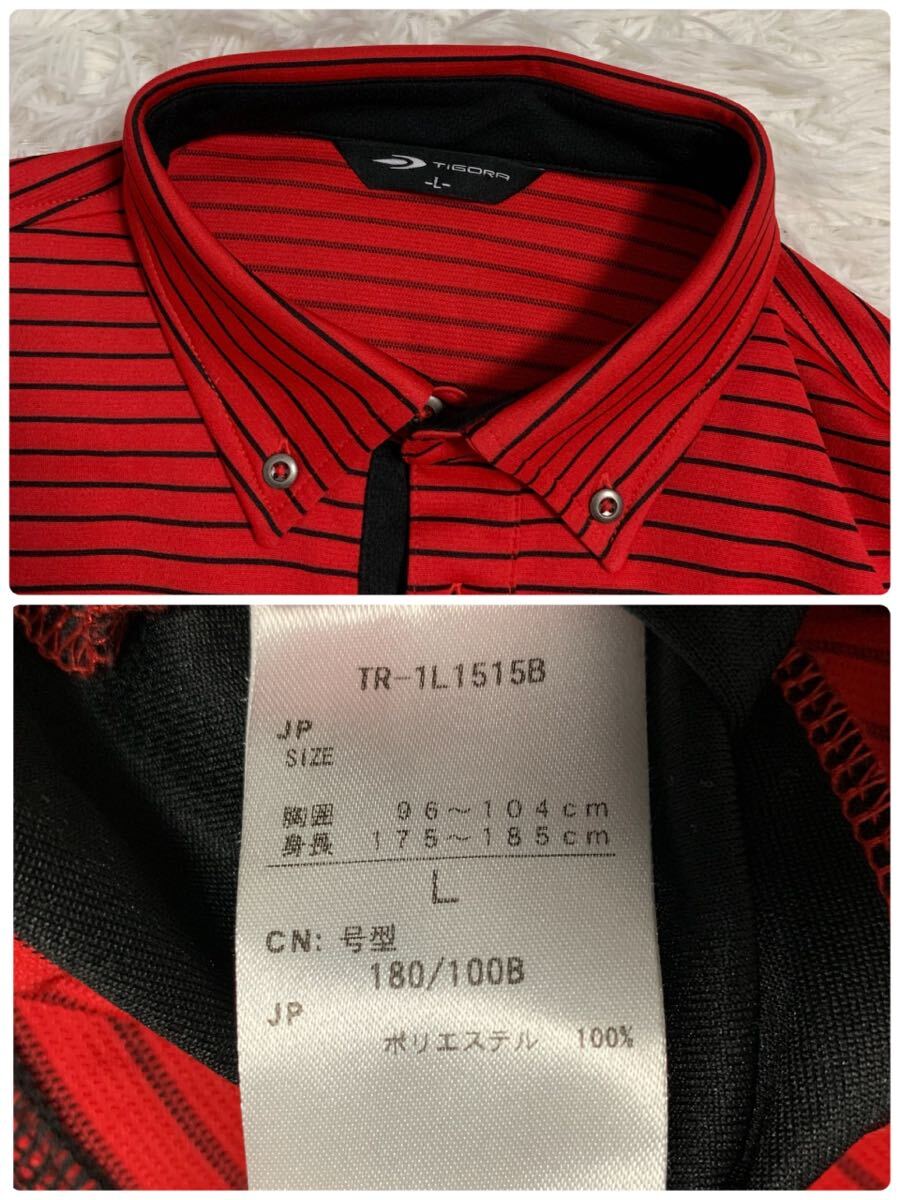 TIGORA
-L-
TR-1L1515B
JP
SIZE
胸囲 96～104cm
身長 175～185cm
L
CN: 号型
180/100B
JP
ポリエステル 100%